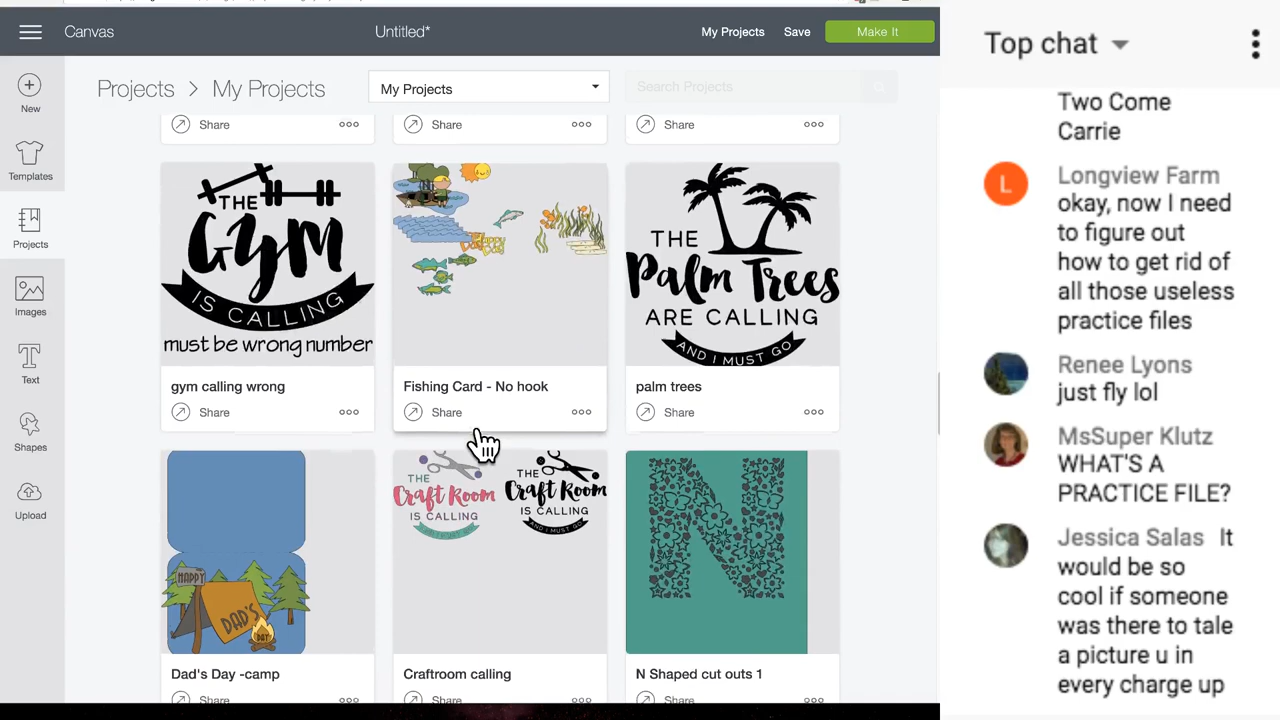 Canvas
Untitled*
My Projects
Save
Make It
New
Templates
Projects
Images
Text
Shapes
Upload
Projects > My Projects
My Projects
Search Projects
Share
Share
Share
THE
GYM
IS CALLING
must be wrong number
gym calling wrong
Share
HAPPY
DAD'S
DAY
Fishing Card - No hook
Share
THE
Palm Trees
ARE CALLING
AND I MUST GO
palm trees
Share
HAPPY
DAD'S
DAY
Dad's Day -camp
Share
THE
Craft Room
IS CALLING
THE
Craft Room
IS CALLING
AND I MUST GO
Craftroom calling
Share
N
N Shaped cut outs 1
Share
Top chat
Two Come
Carrie
L
Longview Farm
okay, now I need
to figure out
how to get rid of
all those useless
practice files
Renee Lyons
just fly lol
MsSuper Klutz
WHAT'S A
PRACTICE FILE?
Jessica Salas It
would be so
cool if someone
was there to tale
a picture u in
every charge up